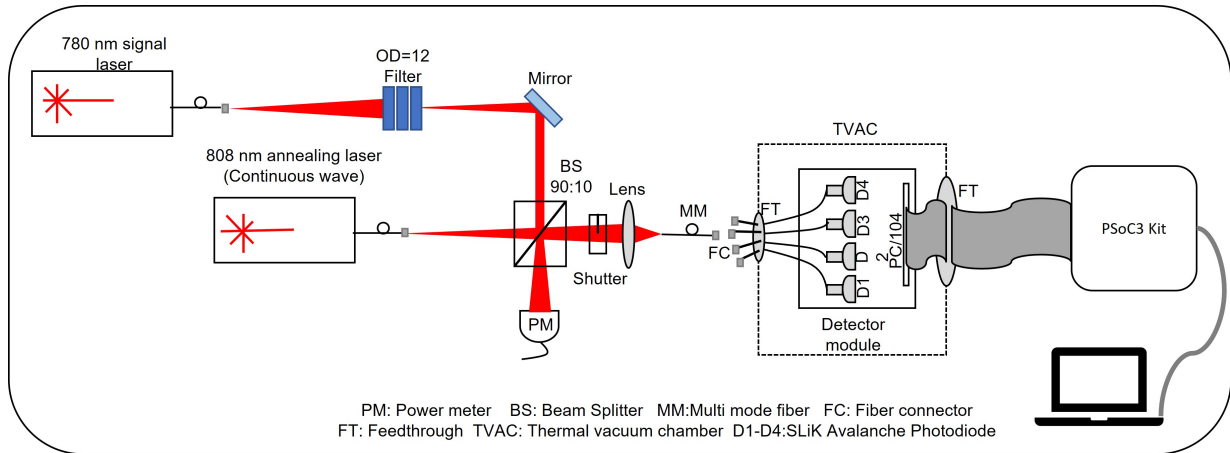 780 nm signal
laser
OD=12
Filter
Mirror
808 nm annealing laser
(Continuous wave)
BS
90:10
Lens
Shutter
PM
MM
FC
FT
TVAC
D4
D3
D
D1
2
PC/104
Detector
module
FT
PSoC3 Kit
PM: Power meter BS: Beam Splitter MM:Multi mode fiber FC: Fiber connector
FT: Feedthrough TVAC: Thermal vacuum chamber D1-D4:SLiK Avalanche Photodiode